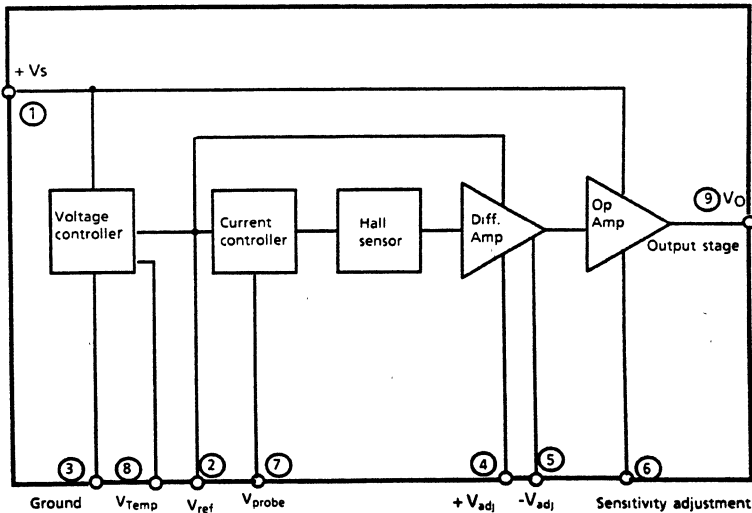 + Vs
1
9 VO
Voltage
controller
Current
controller
Hall
sensor
Diff.
Amp
Op
Amp
Output stage
3
8
2
7
4
5
6
Ground
VTemp
Vref
Vprobe
+ Vadj
-Vadj
Sensitivity adjustment